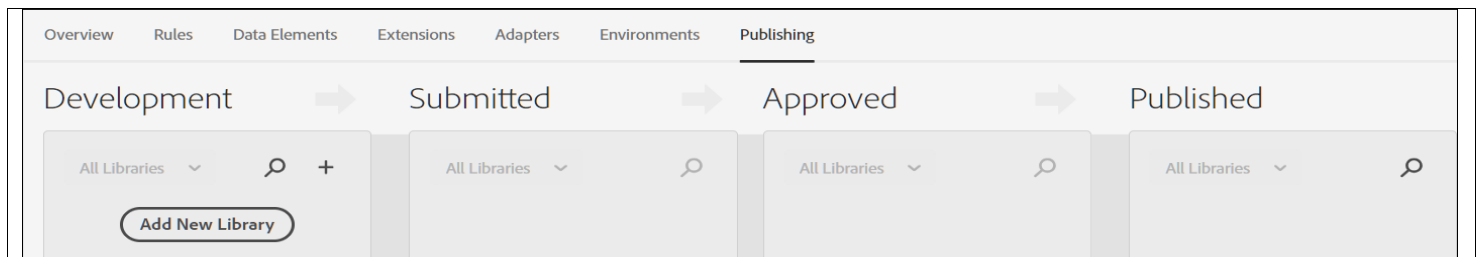 Overview Rules Data Elements Extensions Adapters Environments Publishing
Development Submitted Approved Published
All Libraries All Libraries All Libraries All Libraries
Add New Library